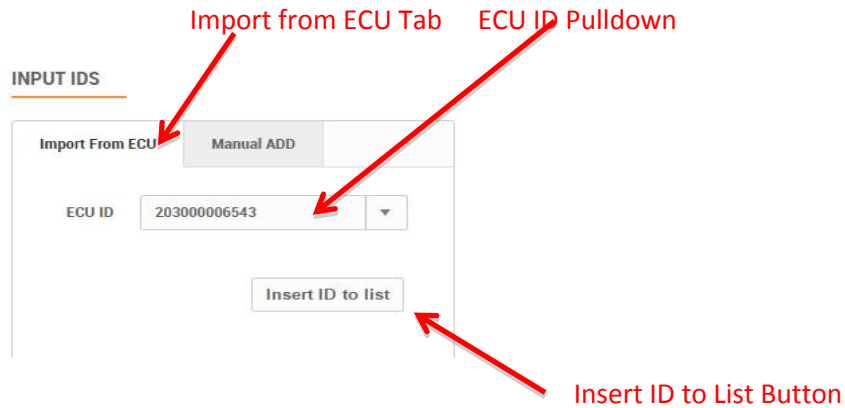 Import from ECU Tab ECU ID Pulldown
INPUT IDS
Import From ECU Manual ADD
ECU ID 203000006543
Insert ID to list
Insert ID to List Button